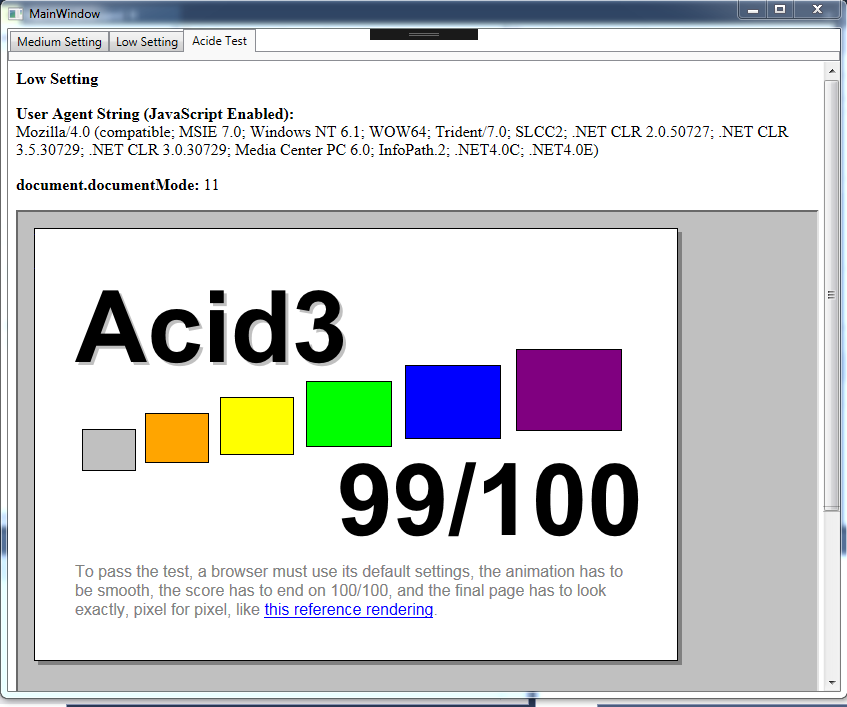 MainWindow
Medium Setting Low Setting Acide Test
Low Setting
User Agent String (JavaScript Enabled):
Mozilla/4.0 (compatible; MSIE 7.0; Windows NT 6.1; WOW64; Trident/7.0; SLCC2; .NET CLR 2.0.50727; .NET CLR
3.5.30729; .NET CLR 3.0.30729; Media Center PC 6.0; InfoPath.2; .NET4.0C; .NET4.0E)
document.documentMode: 11
Acid3
99/100
To pass the test, a browser must use its default settings, the animation has to
be smooth, the score has to end on 100/100, and the final page has to look
exactly, pixel for pixel, like this reference rendering.